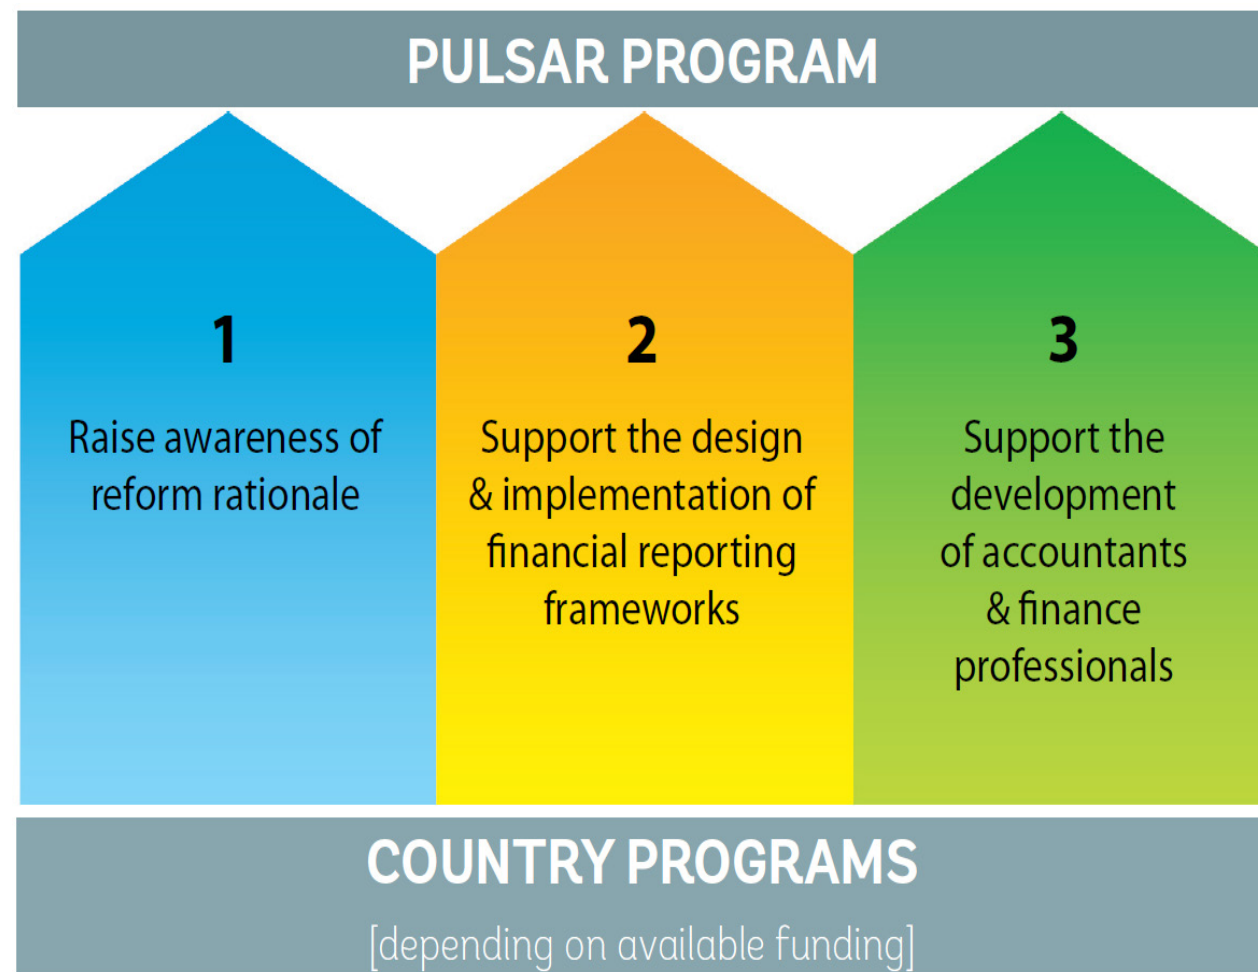 PULSAR PROGRAM
1
Raise awareness of
reform rationale
2
Support the design
& implementation of
financial reporting
frameworks
3
Support the
development
of accountants
& finance
professionals
COUNTRY PROGRAMS
[depending on available funding]